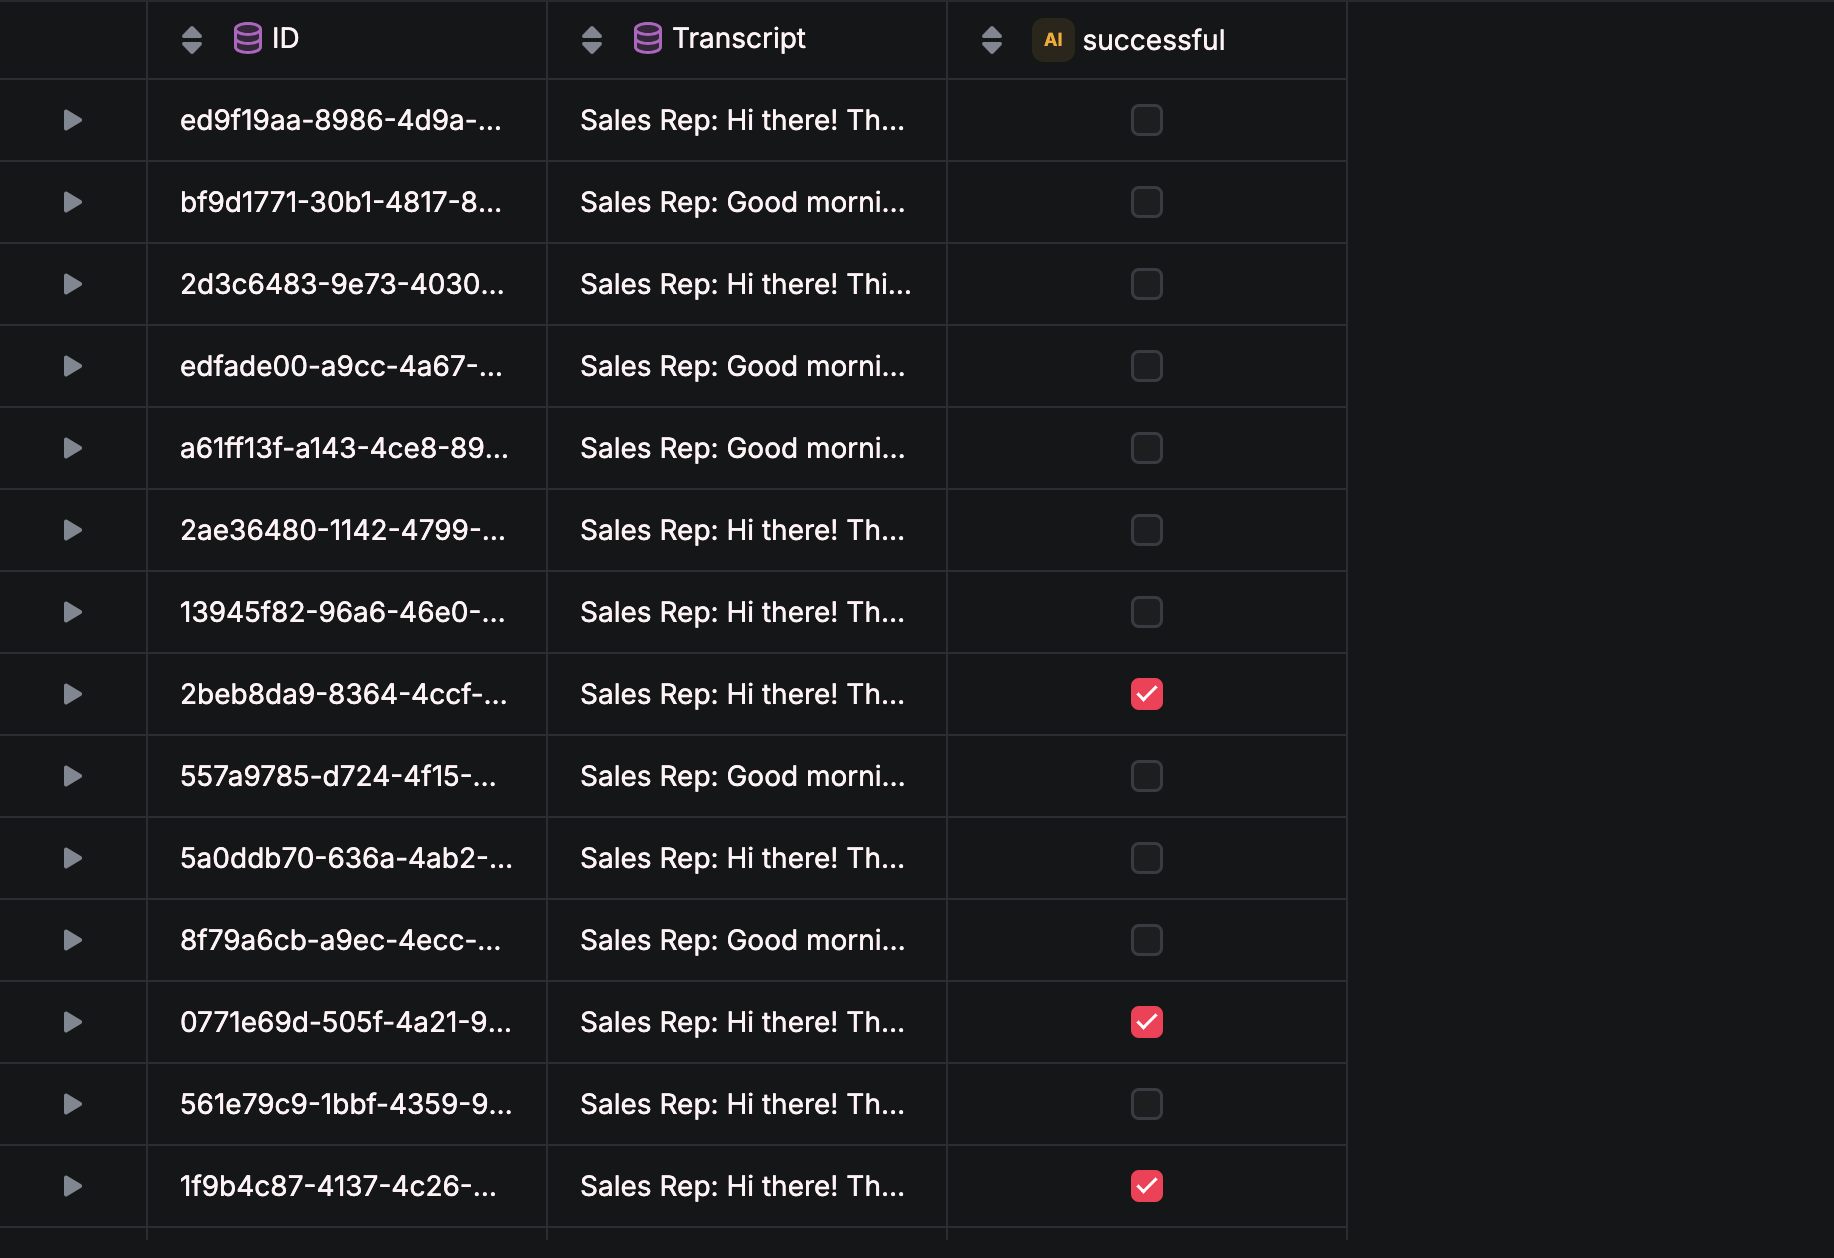 ID Transcript AI successful
ed9f19aa-8986-4d9a-... Sales Rep: Hi there! Th...
bf9d1771-30b1-4817-8... Sales Rep: Good morni...
2d3c6483-9e73-4030... Sales Rep: Hi there! Thi...
edfade00-a9cc-4a67-... Sales Rep: Good morni...
a61ff13f-a143-4ce8-89... Sales Rep: Good morni...
2ae36480-1142-4799-... Sales Rep: Hi there! Th...
13945f82-96a6-46e0-... Sales Rep: Hi there! Th...
2beb8da9-8364-4ccf-... Sales Rep: Hi there! Th...
557a9785-d724-4f15-... Sales Rep: Good morni...
5a0ddb70-636a-4ab2-... Sales Rep: Hi there! Th...
8f79a6cb-a9ec-4ecc-... Sales Rep: Good morni...
0771e69d-505f-4a21-9... Sales Rep: Hi there! Th...
561e79c9-1bbf-4359-9... Sales Rep: Hi there! Th...
1f9b4c87-4137-4c26-... Sales Rep: Hi there! Th...